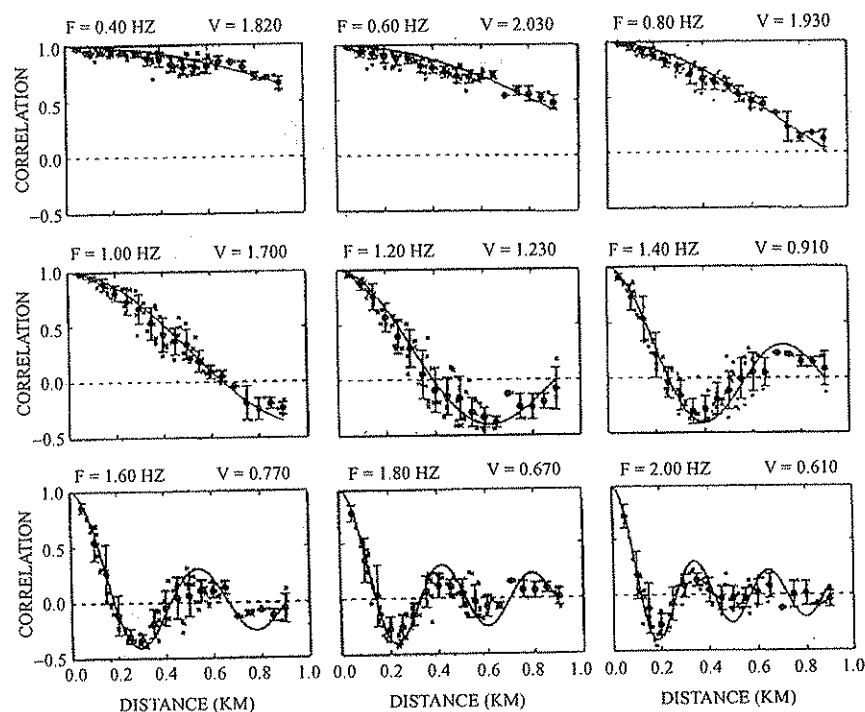 F = 0.40 HZ V = 1.820
F = 0.60 HZ V = 2.030
F = 0.80 HZ V = 1.930
CORRELATION
1.0
0.5
0.0
−0.5
F = 1.00 HZ V = 1.700
F = 1.20 HZ V = 1.230
F = 1.40 HZ V = 0.910
CORRELATION
1.0
0.5
0.0
−0.5
F = 1.60 HZ V = 0.770
F = 1.80 HZ V = 0.670
F = 2.00 HZ V = 0.610
CORRELATION
1.0
0.5
0.0
−0.5
0.0 0.2 0.4 0.6 0.8 1.0
0.0 0.2 0.4 0.6 0.8 1.0
0.0 0.2 0.4 0.6 0.8 1.0
DISTANCE (KM)
DISTANCE (KM)
DISTANCE (KM)